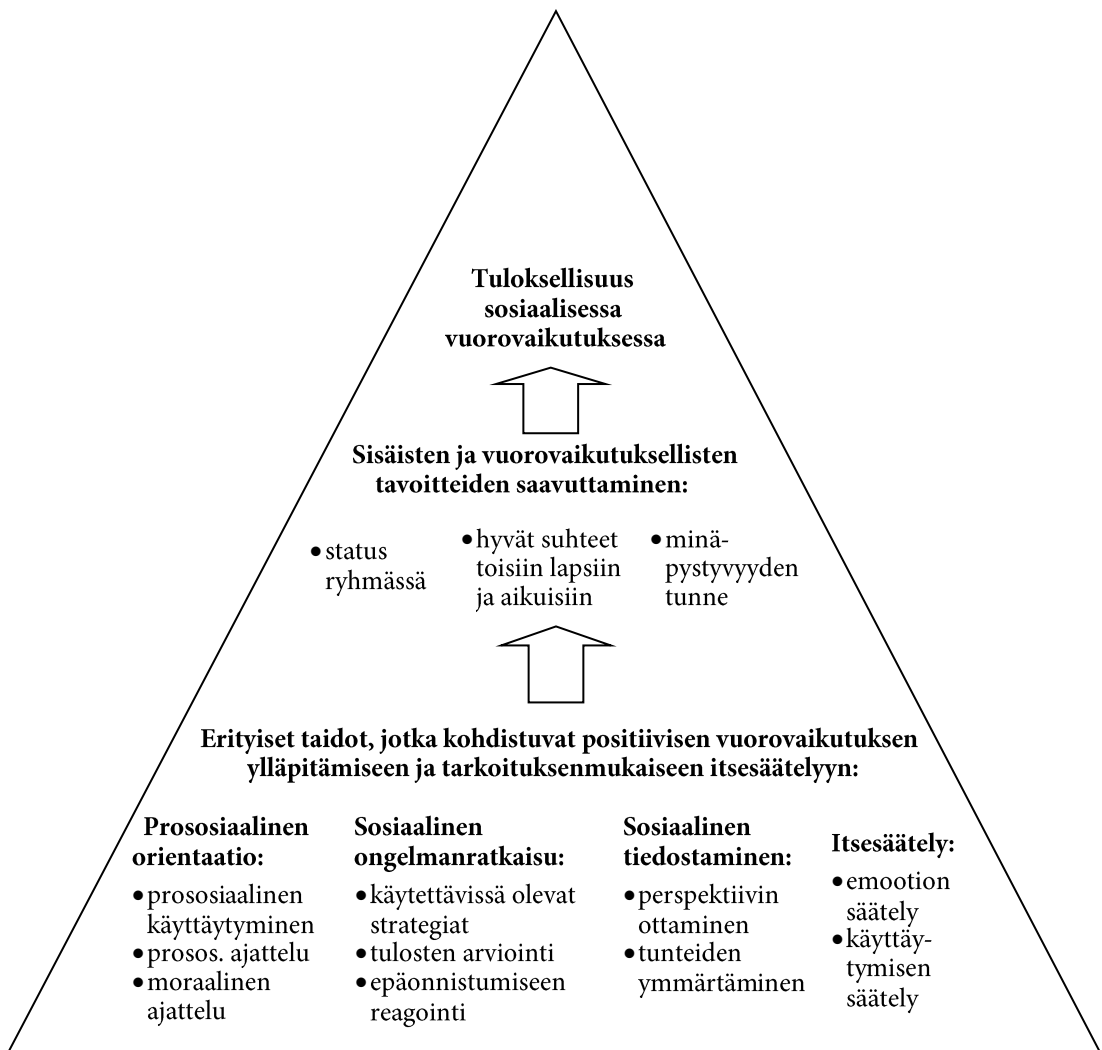 Tuloksellisuus
sosiaalisessa
vuorovaikutuksessa
Sisäisten ja vuorovaikutuksellisten
tavoitteiden saavuttaminen:
• status
ryhmässä
• hyvät suhteet
toisiin lapsiin
ja aikuisiin
• minä-
pystyvyyden
tunne
Erityiset taidot, jotka kohdistuvat positiivisen vuorovaikutuksen
ylläpitämiseen ja tarkoituksenmukaiseen itsesäätelyyn:
Prososiaalinen
orientaatio:
• prososiaalinen
käyttäytyminen
• prosos. ajattelu
• moraalinen
ajattelu
Sosiaalinen
ongelmanratkaisu:
• käytettävissä olevat
strategiat
• tulosten arviointi
• epäonnistumiseen
reagointi
Sosiaalinen
tiedostaminen:
• perspektiivin
ottaminen
• tunteiden
ymmärtäminen
Itsesäätely:
• emootion
säätely
• käyttäy-
tymisen
säätely